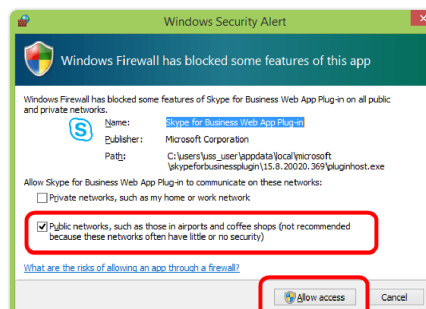 Windows Security Alert
Windows Firewall has blocked some features of this app
Windows Firewall has blocked some features of Skype for Business Web App Plug-in on all public
and private networks.
Name: Skype for Business Web App Plug-in
Publisher: Microsoft Corporation
Path: C:\users\uss_user\appdata\local\microsoft
\skypeforbusinessplugin\15.8.20020.369\pluginhost.exe
Allow Skype for Business Web App Plug-in to communicate on these networks:
Private networks, such as my home or work network
Public networks, such as those in airports and coffee shops (not recommended
because these networks often have little or no security)
What are the risks of allowing an app through a firewall?
Allow access Cancel